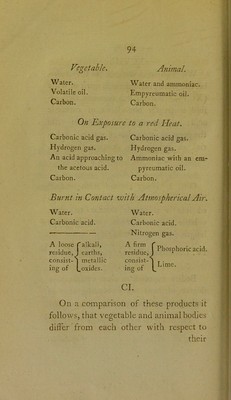 94
Vegetable. Animal.
Water. Water and ammoniac.
Volatile oil. Empyreumatic oil.
Carbon. Carbon.
On Exposure to a red Heat.
Carbonic acid gas. Carbonic acid gas.
Hydrogen gas. Hydrogen gas.
An acid approaching to Ammoniac with an em-
the acetous acid. pyreumatic oil.
Carbon. Carbon.
Burnt in Contact with Atmospherical Air.
Water. Water.
Carbonic acid. Carbonic acid.
Nitrogen gas.
A loose alkali, A firm
residue, earths, residue, Phosphoric acid.
consist- metallic consist- Lime.
ing of oxides. ing of
CI.
On a comparison of these products it
follows, that vegetable and animal bodies
differ from each other with respect to
their